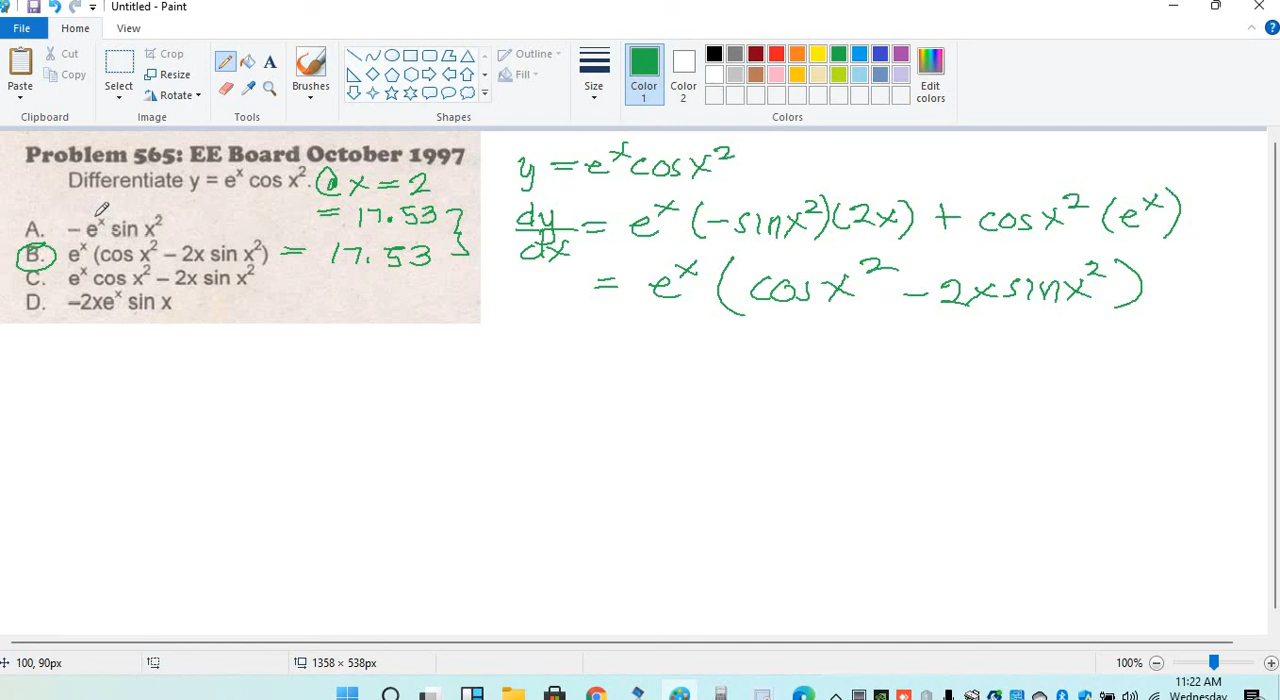 Untitled - Paint
File
Home
View
Cut
Copy
Paste
Clipboard
Select
Crop
Resize
Rotate
Image
Tools
Brushes
Shapes
Outline
Fill
Size
Color 1
Color 2
Edit colors
Colors
Problem 565: EE Board October 1997
Differentiate y = eˣ cos x². @ x = 2
= 17.53
A. – eˣ sin x²
B. eˣ (cos x² – 2x sin x²) = 17.53
C. eˣ cos x² – 2x sin x²
D. –2xeˣ sin x
y = eˣ cos x²
dy/dx = eˣ (-sin x²)(2x) + cos x² (eˣ)
= eˣ (cos x² - 2x sin x²)
100, 90px
1358 × 538px
100%
11:22 AM
Wednesday